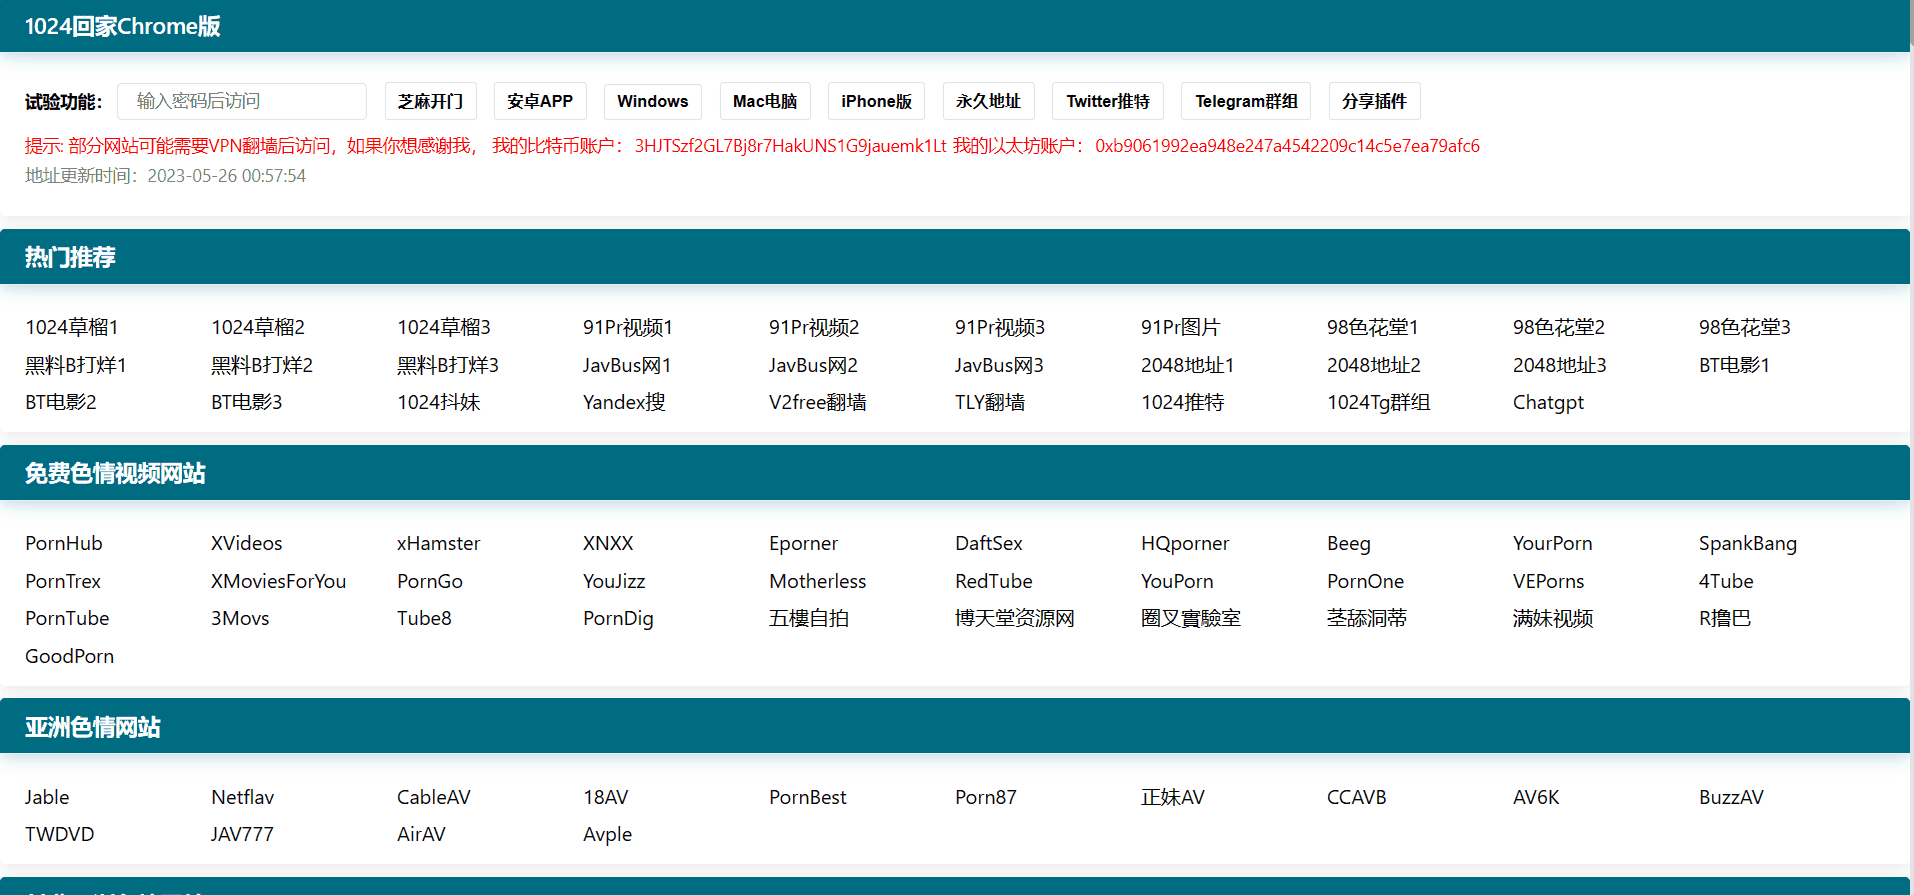 1024回家Chrome版
试验功能： 输入密码后访问 芝麻开门 安卓APP Windows Mac电脑 iPhone版 永久地址 Twitter推特 Telegram群组 分享插件
提示: 部分网站可能需要VPN翻墙后访问，如果你想感谢我， 我的比特币账户： 3HJTSzf2GL7Bj8r7HakUNS1G9jauemk1Lt 我的以太坊账户： 0xb9061992ea948e247a4542209c14c5e7ea79afc6
地址更新时间：2023-05-26 00:57:54
热门推荐
1024草榴1 1024草榴2 1024草榴3 91Pr视频1 91Pr视频2 91Pr视频3 91Pr图片 98色花堂1 98色花堂2 98色花堂3
黑料B打烊1 黑料B打烊2 黑料B打烊3 JavBus网1 JavBus网2 JavBus网3 2048地址1 2048地址2 2048地址3 BT电影1
BT电影2 BT电影3 1024抖妹 Yandex搜 V2free翻墙 TLY翻墙 1024推特 1024Tg群组 Chatgpt
免费色情视频网站
PornHub XVideos xHamster XNXX Eporner DaftSex HQporner Beeg YourPorn SpankBang
PornTrex XMoviesForYou PornGo YouJizz Motherless RedTube YouPorn PornOne VEPorns 4Tube
PornTube 3Movs Tube8 PornDig 五樓自拍 博天堂资源网 圈叉實驗室 茎舔洞蒂 满妹视频 R撸巴
GoodPorn
亚洲色情网站
Jable Netflav CableAV 18AV PornBest Porn87 正妹AV CCAVB AV6K BuzzAV
TWDVD JAV777 AirAV Avple